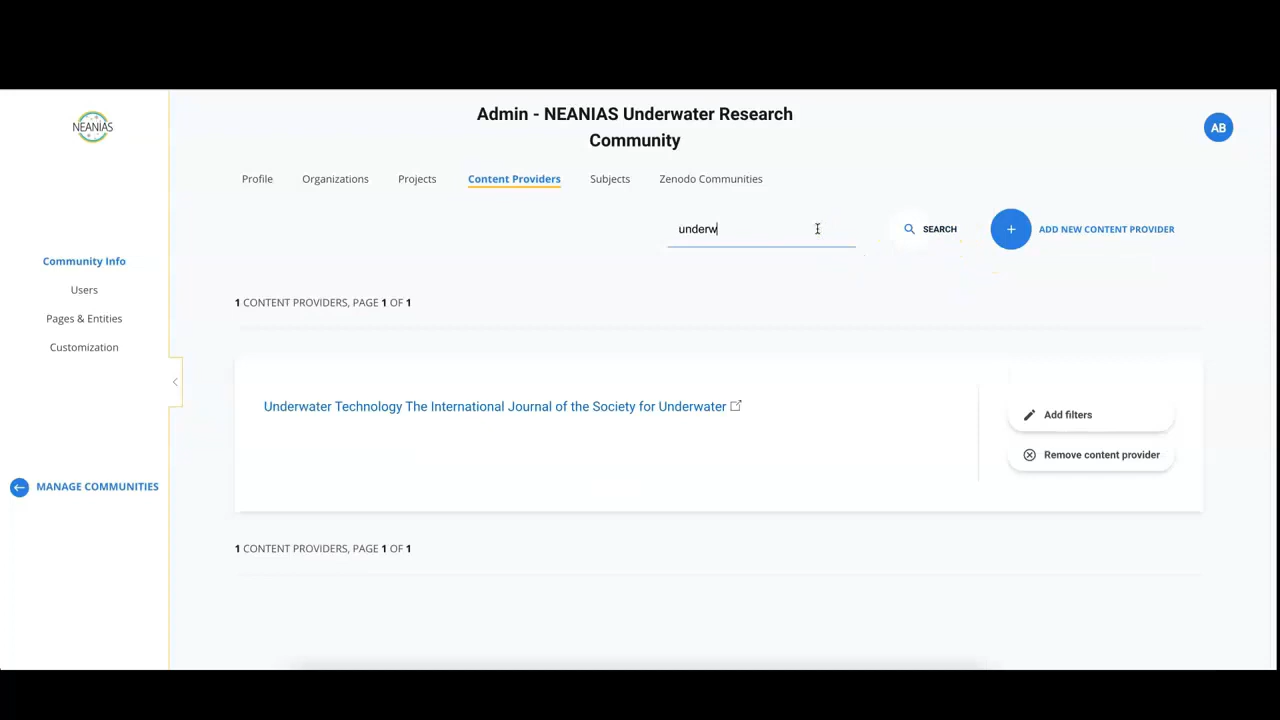 NEANIAS
Admin - NEANIAS Underwater Research
Community
AB
Profile Organizations Projects Content Providers Subjects Zenodo Communities
underw
SEARCH
+ ADD NEW CONTENT PROVIDER
Community Info
Users
Pages & Entities
Customization
MANAGE COMMUNITIES
1 CONTENT PROVIDERS, PAGE 1 OF 1
Underwater Technology The International Journal of the Society for Underwater
Add filters
Remove content provider
1 CONTENT PROVIDERS, PAGE 1 OF 1